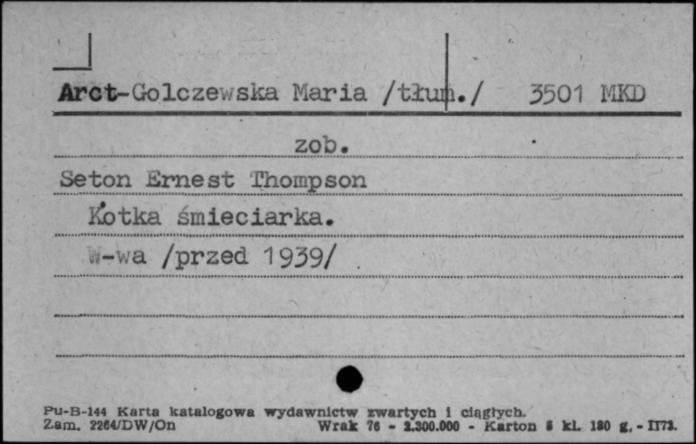 Arct-Golczewska Maria /tłum./ 3501 MKD
zob.
Seton Ernest Thompson
Kotka śmieciarka.
W-wa /przed 1939/
Pu-B-144 Karta katalogowa wydawnictw zwartych i ciągłych.
Zam. 2264/DW/On Wrak 76 - 2.300.000 - Karton 5 kl. 180 g. - II73.